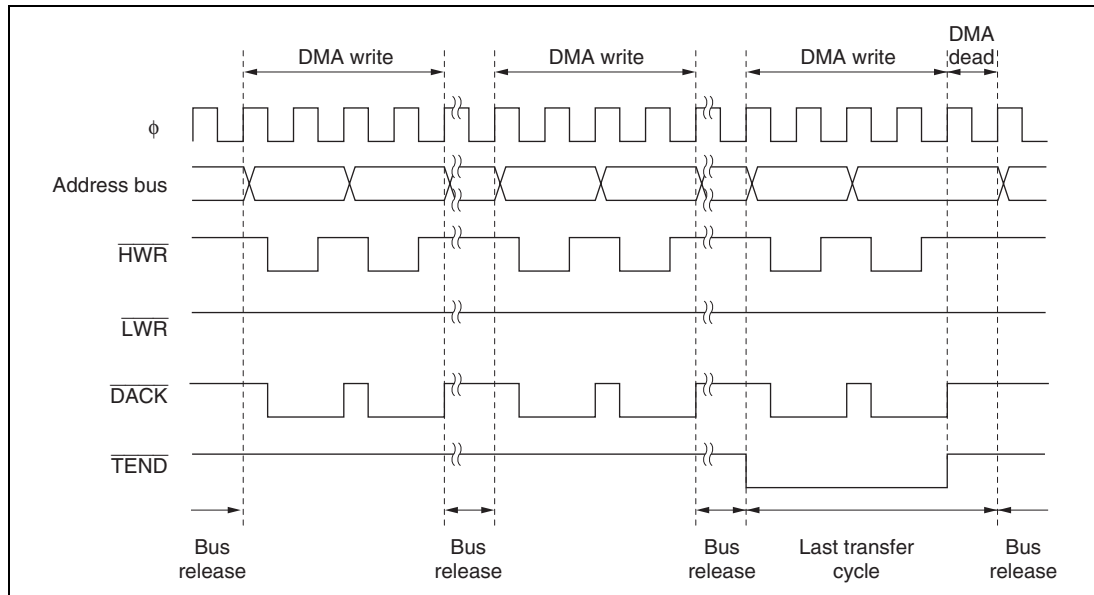 DMA
DMA write DMA write DMA write dead
φ
Address bus
HWR
LWR
DACK
TEND
Bus Bus Bus Last transfer Bus
release release release cycle release